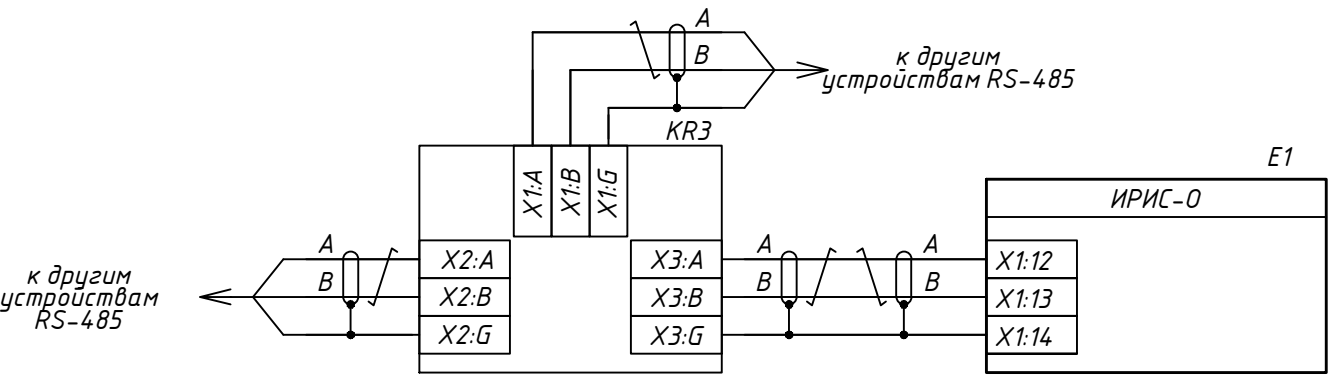 A
B
к другим
устройствам RS-485
KR3
X1:A
X1:B
X1:G
E1
ИРИС-О
A
B
к другим
устройствам
RS-485
X2:A
X2:B
X2:G
X3:A
X3:B
X3:G
A
B
A
B
X1:12
X1:13
X1:14